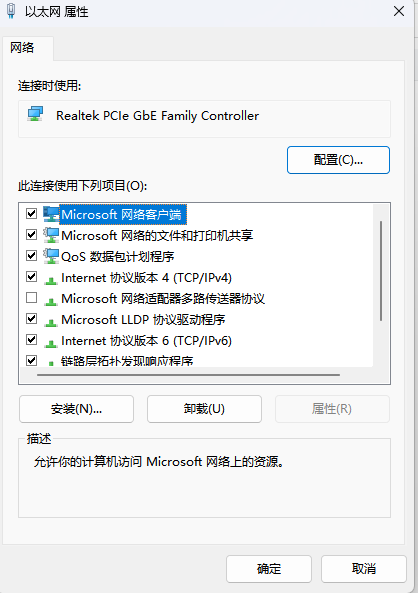 以太网 属性
网络
连接时使用:
Realtek PCIe GbE Family Controller
配置(C)...
此连接使用下列项目(O):
Microsoft 网络客户端
Microsoft 网络的文件和打印机共享
QoS 数据包计划程序
Internet 协议版本 4 (TCP/IPv4)
Microsoft 网络适配器多路传送器协议
Microsoft LLDP 协议驱动程序
Internet 协议版本 6 (TCP/IPv6)
链路层拓扑发现响应程序
安装(N)...
卸载(U)
属性(R)
描述
允许你的计算机访问 Microsoft 网络上的资源。
确定
取消